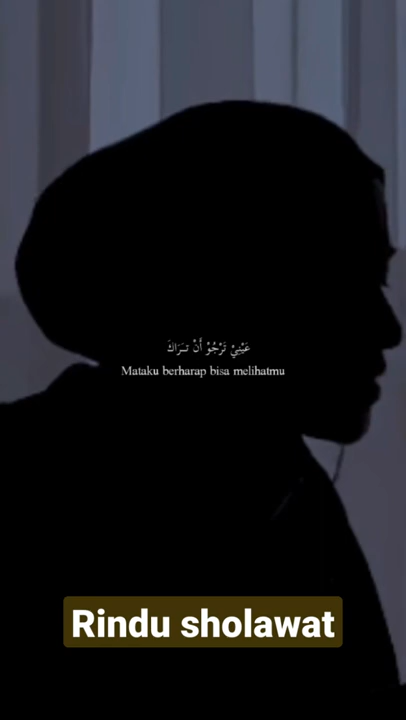 عَيْنِيْ تَرْجُوْ أَنْ تَرَاكَ
Mataku berharap bisa melihatmu
Rindu sholawat